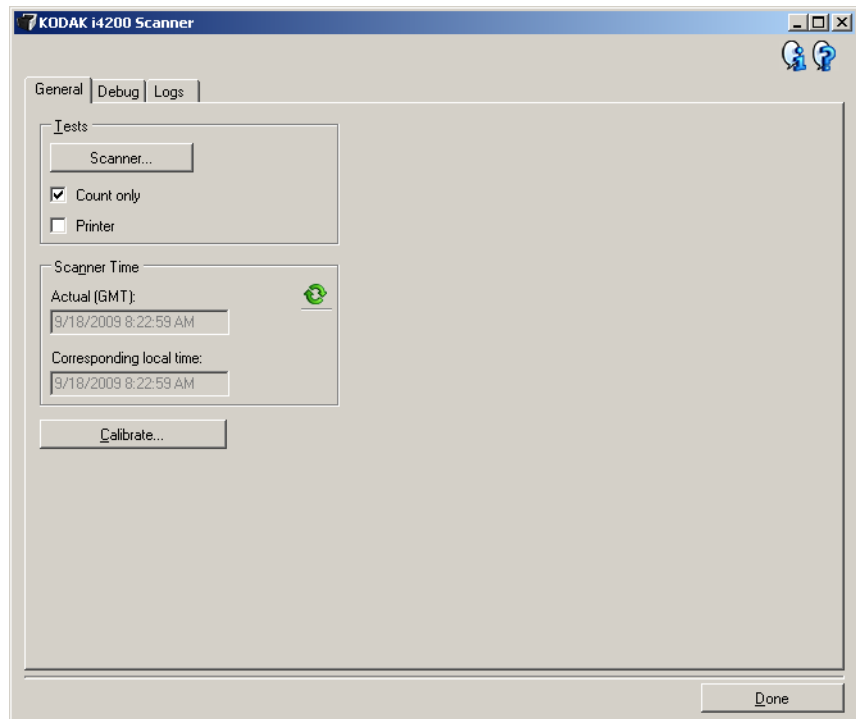 KODAK i4200 Scanner
General Debug Logs
Tests
Scanner...
Count only
Printer
Scanner Time
Actual (GMT):
9/18/2009 8:22:59 AM
Corresponding local time:
9/18/2009 8:22:59 AM
Calibrate...
Done